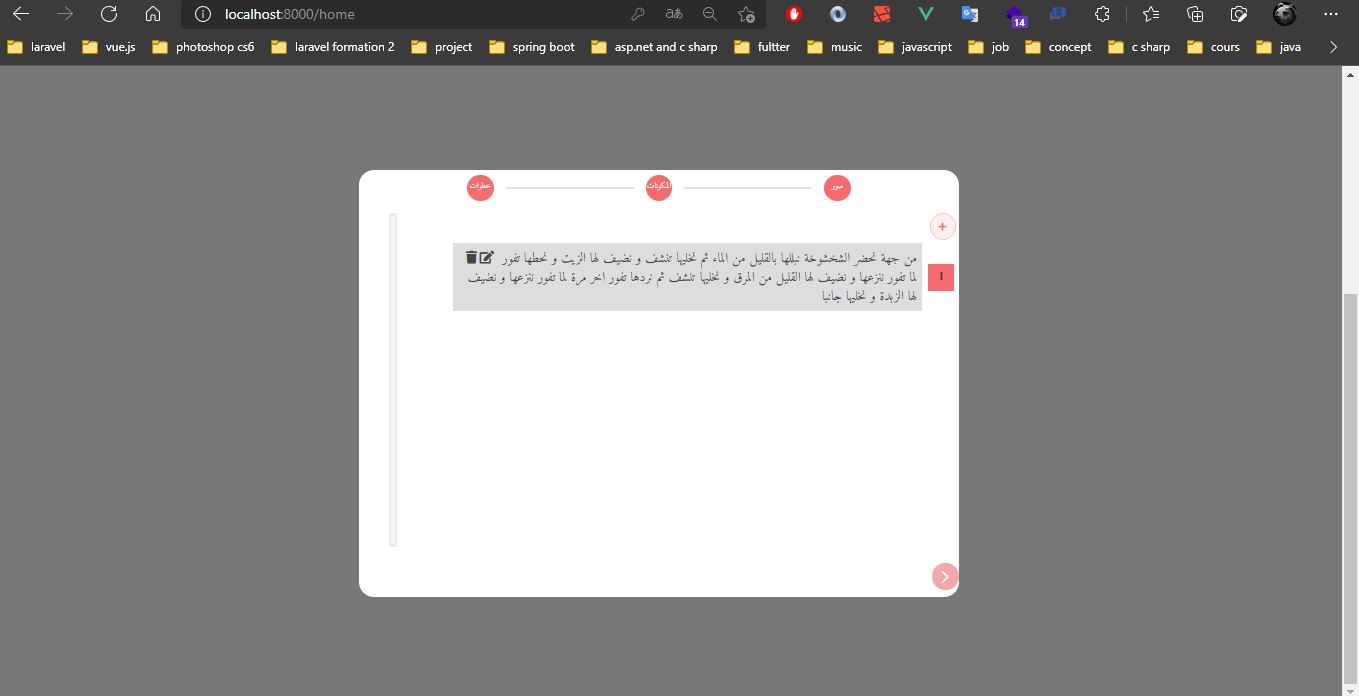 localhost:8000/home
14
laravel
vue.js
photoshop cs6
laravel formation 2
project
spring boot
asp.net and c sharp
fultter
music
javascript
job
concept
c sharp
cours
java
صور
المكونات
خطوات
+
1
من جهة نحضر الشخشوخة نبللها بالقليل من الماء ثم نخليها تنشف و نضيف لها الزيت و نحطها تفور
لما تفور ننزعها و نضيف لها القليل من المرق و نخليها تنشف ثم نردها تفور اخر مرة لما تفور ننزعها و نضيف
لها الزبدة و نخليها جانبا